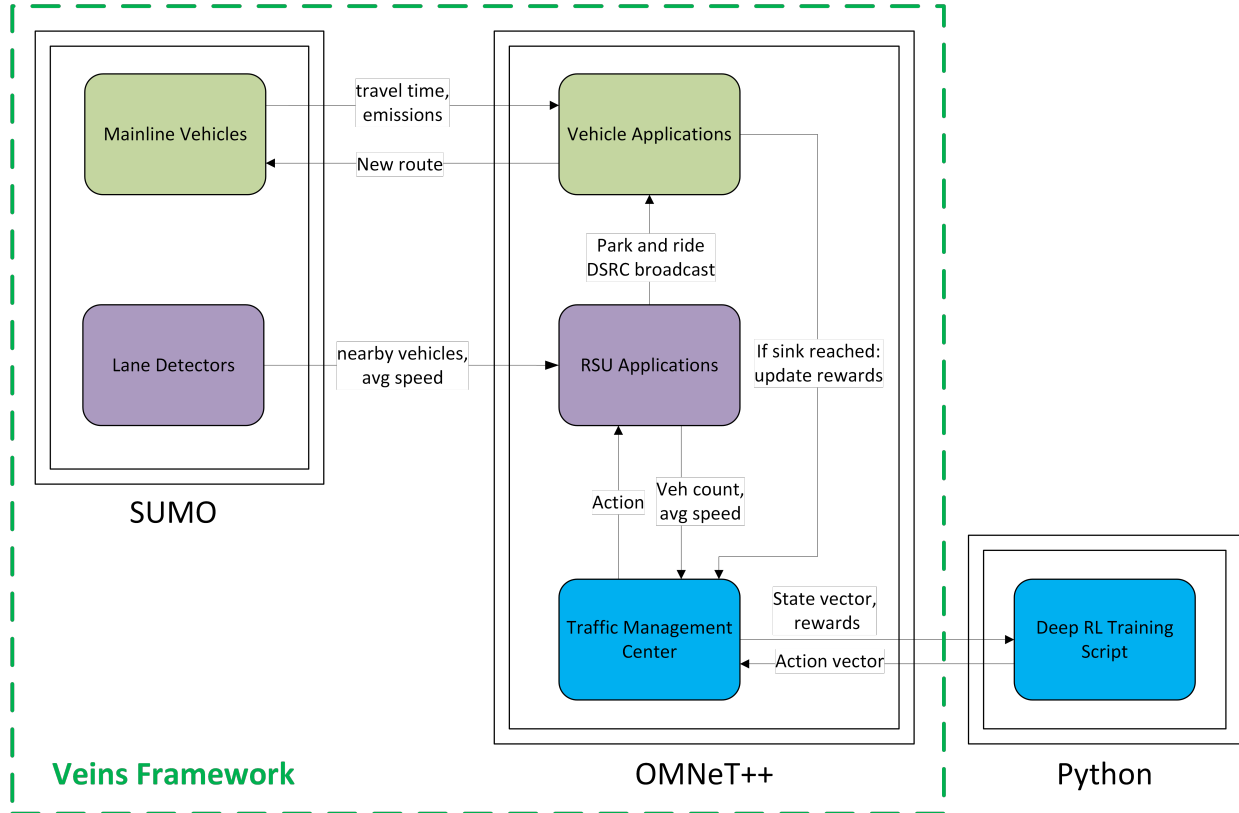 Mainline Vehicles
travel time,
emissions
New route
Vehicle Applications
Park and ride
DSRC broadcast
Lane Detectors
nearby vehicles,
avg speed
RSU Applications
If sink reached:
update rewards
Action
Veh count,
avg speed
SUMO
Traffic Management
Center
State vector,
rewards
Action vector
Deep RL Training
Script
Veins Framework
OMNeT++
Python